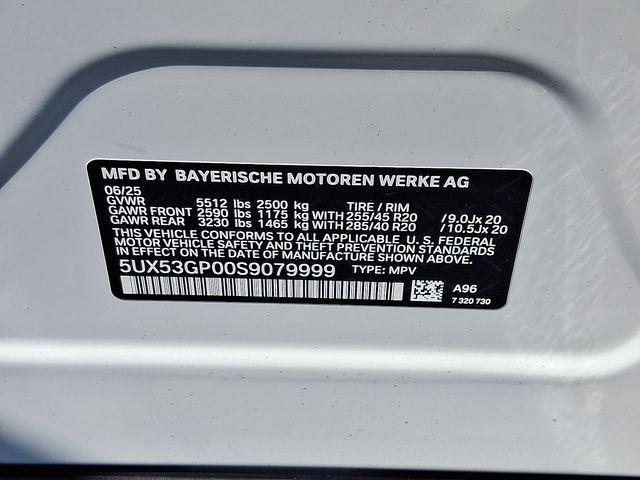 MFD BY BAYERISCHE MOTOREN WERKE AG
06/25
GVWR 5512 lbs 2500 kg TIRE / RIM
GAWR FRONT 2590 lbs 1175 kg WITH 255/45 R20 / 9.0Jx 20
GAWR REAR 3230 lbs 1465 kg WITH 285/40 R20 / 10.5Jx 20
THIS VEHICLE CONFORMS TO ALL APPLICABLE U. S. FEDERAL
MOTOR VEHICLE SAFETY AND THEFT PREVENTION STANDARDS
IN EFFECT ON THE DATE OF MANUFACTURE SHOWN ABOVE.
5UX53GP00S9079999 TYPE: MPV
A96
7 320 730